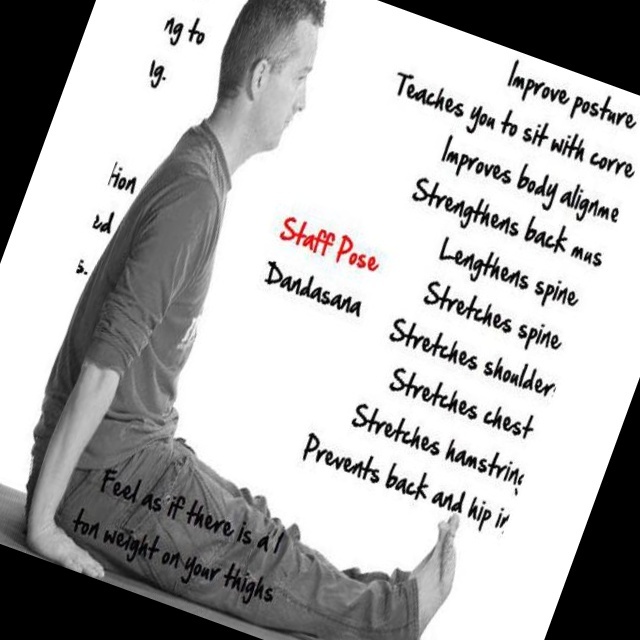 ng to
ng.
tion
ed
s.
Staff Pose
Dandasana
Improve posture
Teaches you to sit with corre
Improves body alignme
Strengthens back mus
Lengthens spine
Stretches spine
Stretches shoulder
Stretches chest
Stretches hamstring
Prevents back and hip in
Feel as if there is a 1
ton weight on your thighs